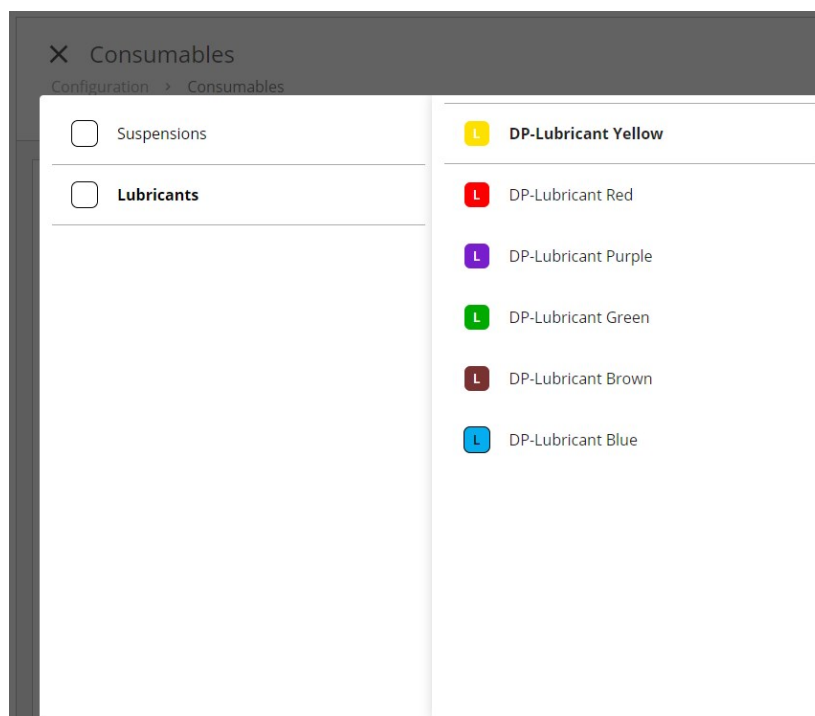 Consumables
Configuration > Consumables
Suspensions
Lubricants
L DP-Lubricant Yellow
L DP-Lubricant Red
L DP-Lubricant Purple
L DP-Lubricant Green
L DP-Lubricant Brown
L DP-Lubricant Blue